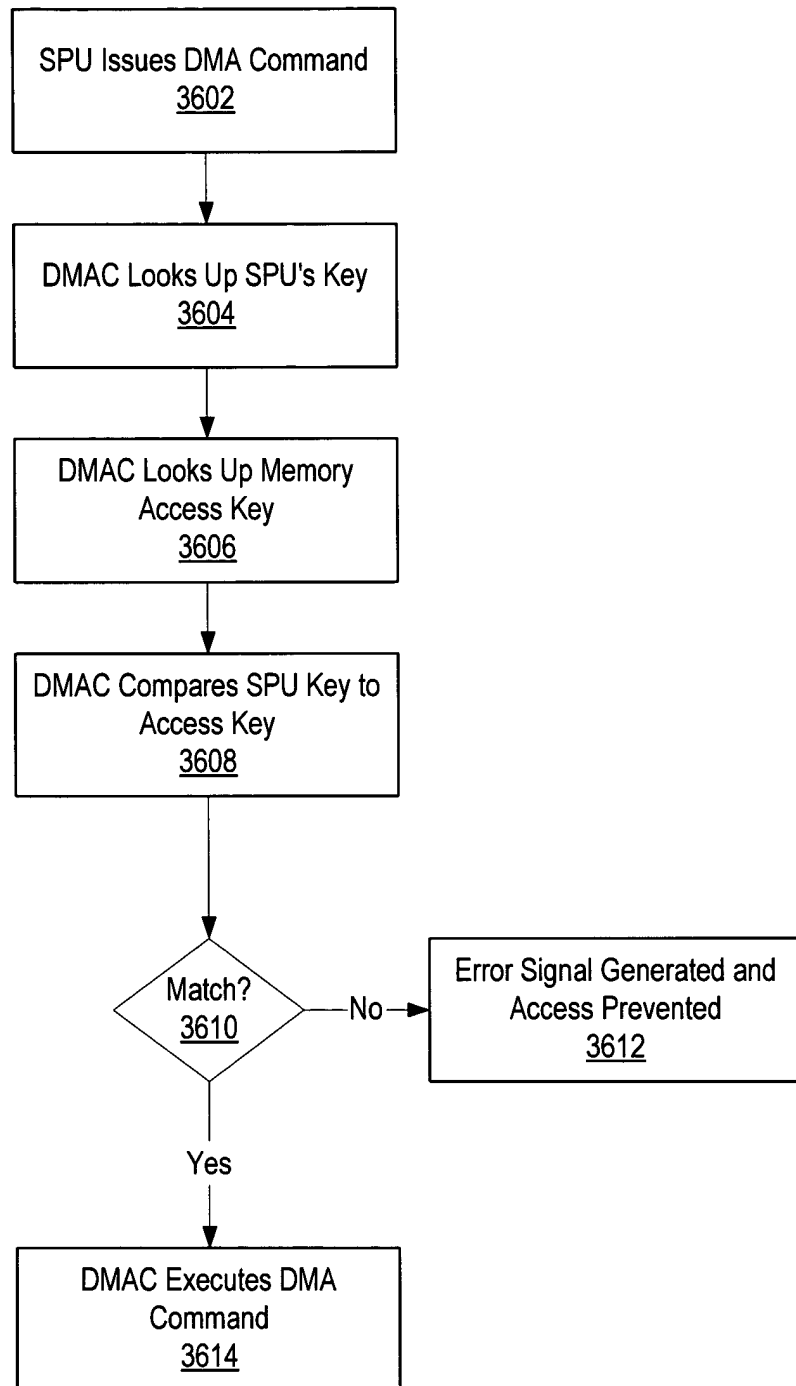 SPU Issues DMA Command
3602
DMAC Looks Up SPU's Key
3604
DMAC Looks Up Memory
Access Key
3606
DMAC Compares SPU Key to
Access Key
3608
Match?
3610
No
Error Signal Generated and
Access Prevented
3612
Yes
DMAC Executes DMA
Command
3614